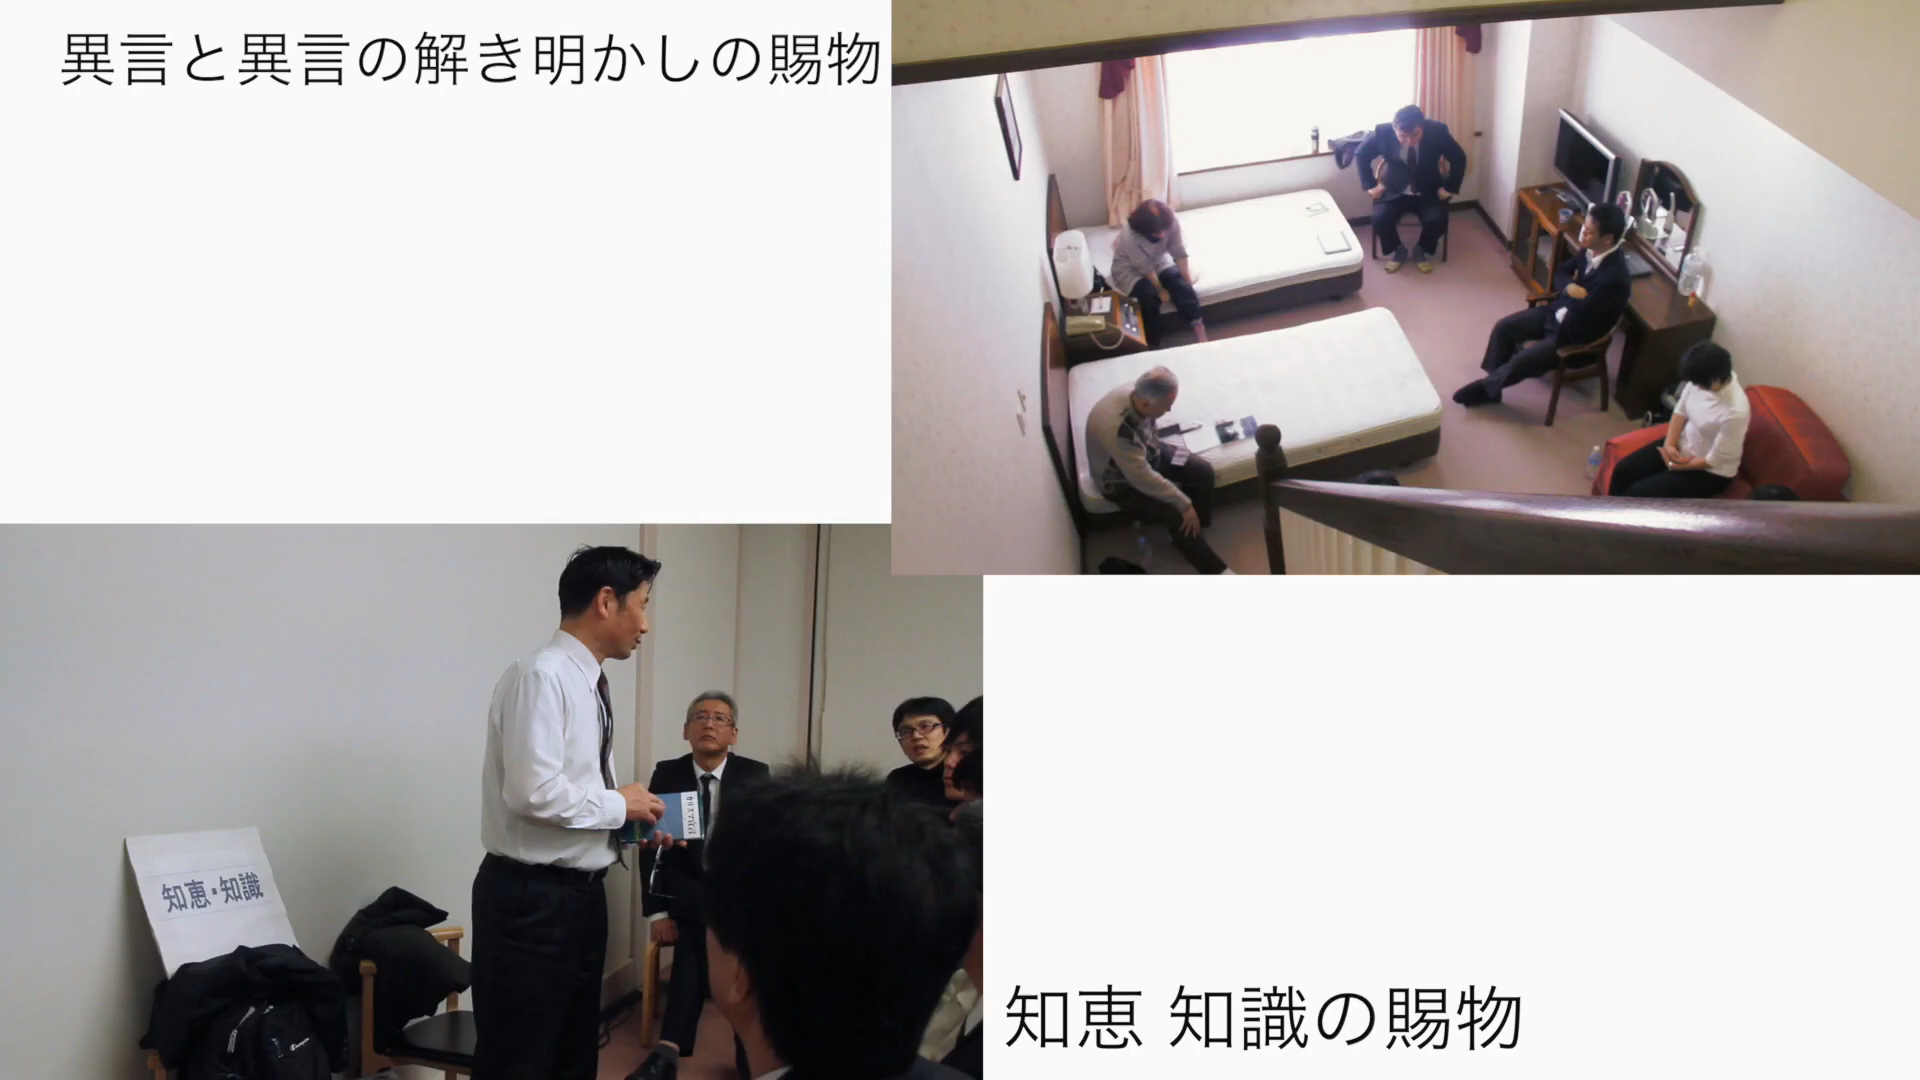 異言と異言の解き明かしの賜物
知恵・知識
知恵 知識の賜物